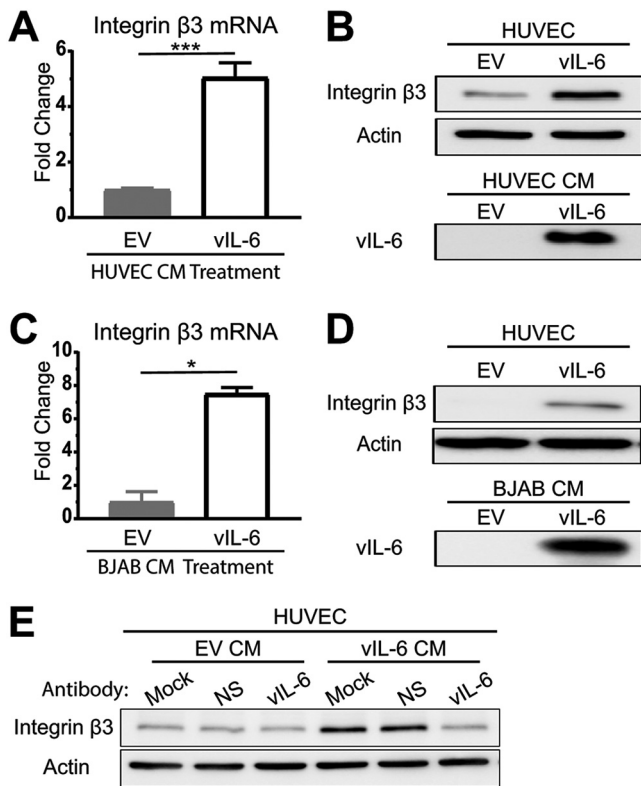 A
Integrin β3 mRNA
***
Fold Change
6
4
2
0
EV vIL-6
HUVEC CM Treatment
B
HUVEC
EV vIL-6
Integrin β3
Actin
HUVEC CM
EV vIL-6
vIL-6
C
Integrin β3 mRNA
*
Fold Change
10
8
6
4
2
0
EV vIL-6
BJAB CM Treatment
D
HUVEC
EV vIL-6
Integrin β3
Actin
BJAB CM
EV vIL-6
vIL-6
E
HUVEC
EV CM vIL-6 CM
Antibody: Mock NS vIL-6 Mock NS vIL-6
Integrin β3
Actin